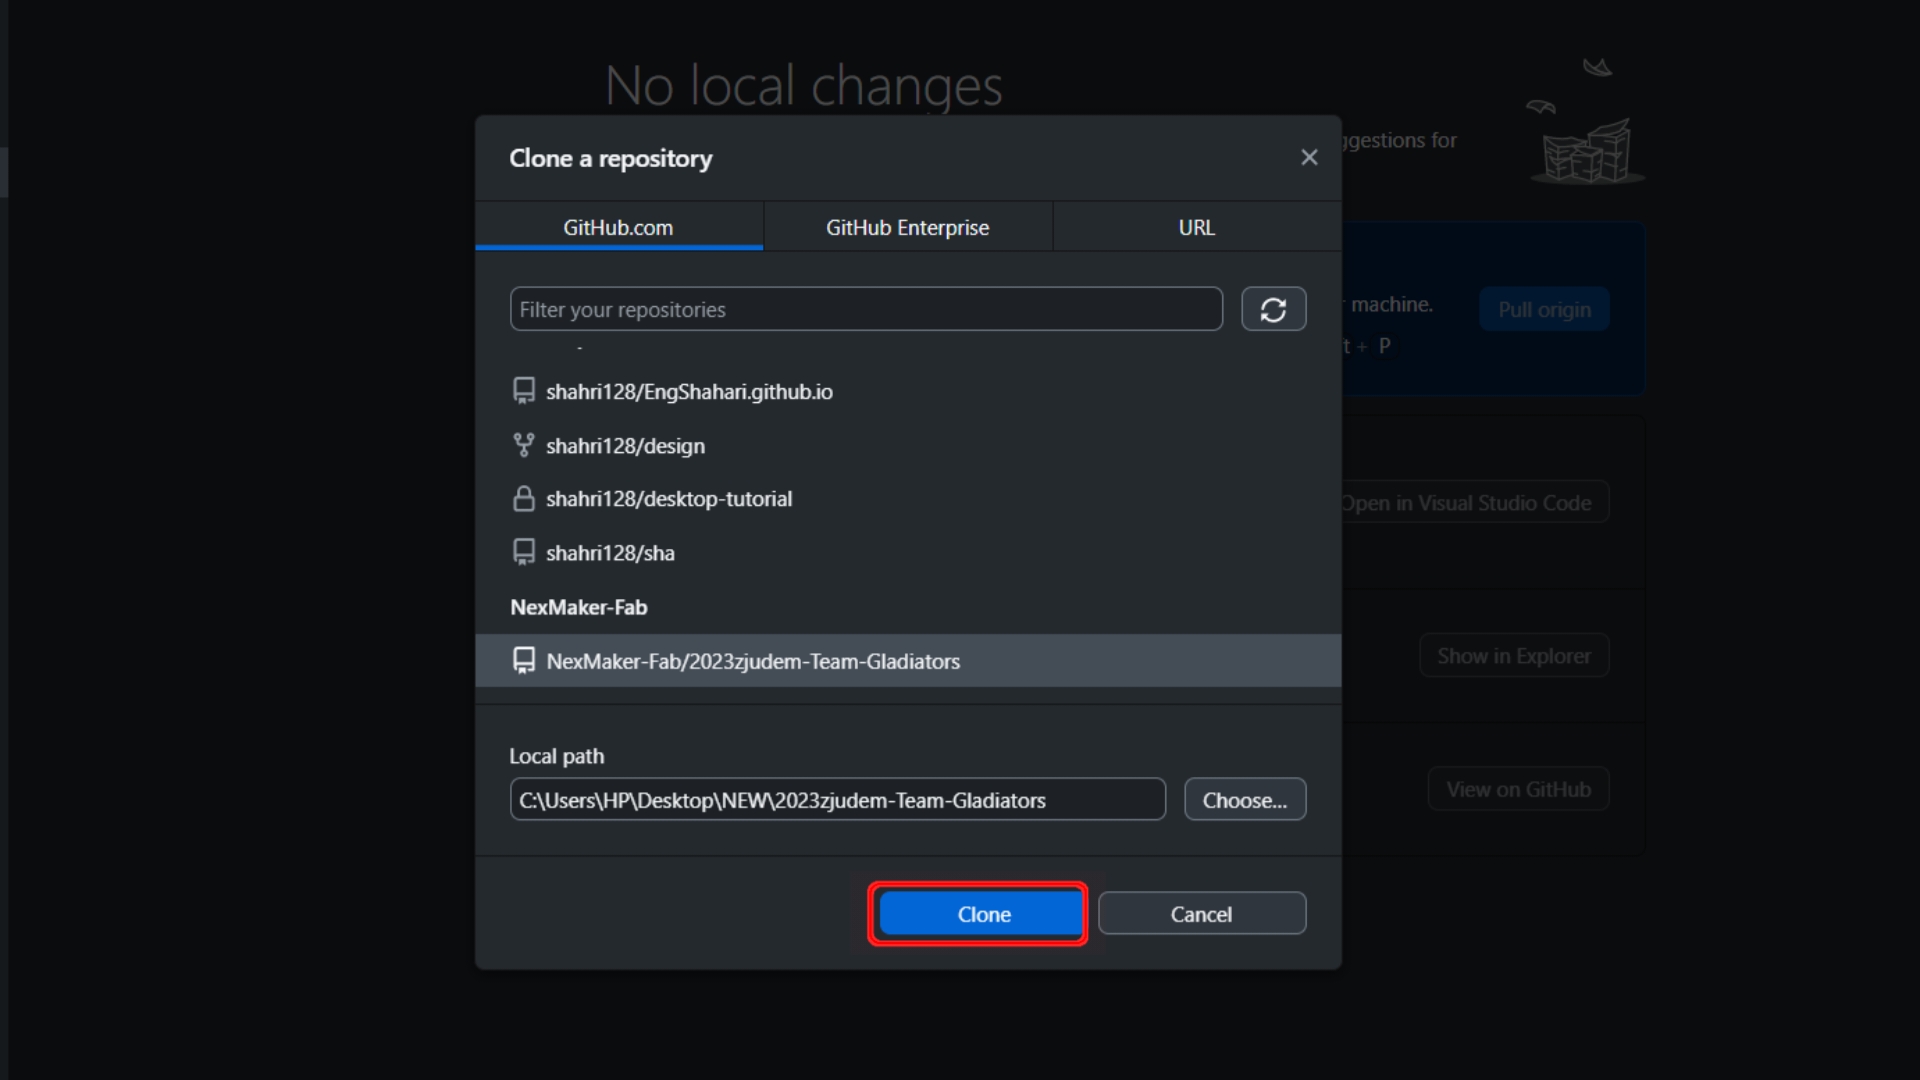 No local changes
Clone a repository
ggestions for
GitHub.com
GitHub Enterprise
URL
Filter your repositories
machine.
Pull origin
t + P
shahri128/EngShahari.github.io
shahri128/design
shahri128/desktop-tutorial
Open in Visual Studio Code
shahri128/sha
NexMaker-Fab
NexMaker-Fab/2023zjudem-Team-Gladiators
Show in Explorer
Local path
C:\Users\HP\Desktop\NEW\2023zjudem-Team-Gladiators
Choose...
View on GitHub
Clone
Cancel